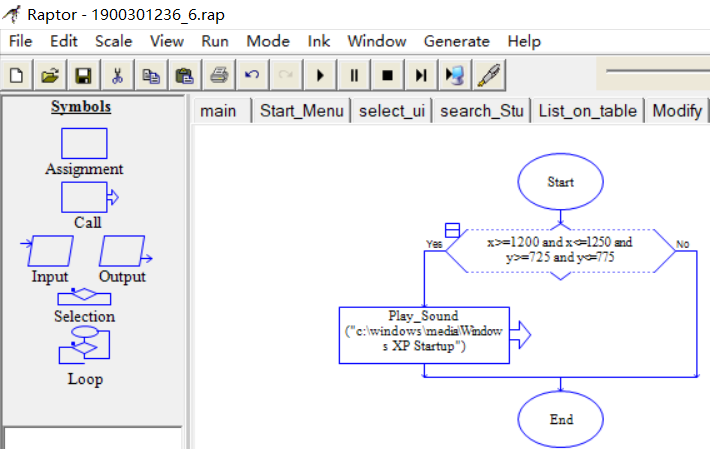 Raptor - 1900301236_6.rap
File Edit Scale View Run Mode Ink Window Generate Help
Symbols
Assignment
Call
Input Output
Selection
Loop
main Start_Menu select_ui search_Stu List_on_table Modify
Start
Yes
x>=1200 and x<=1250 and
y>=725 and y<=775
No
Play_Sound
("c:\windows\media\Window
s XP Startup")
End